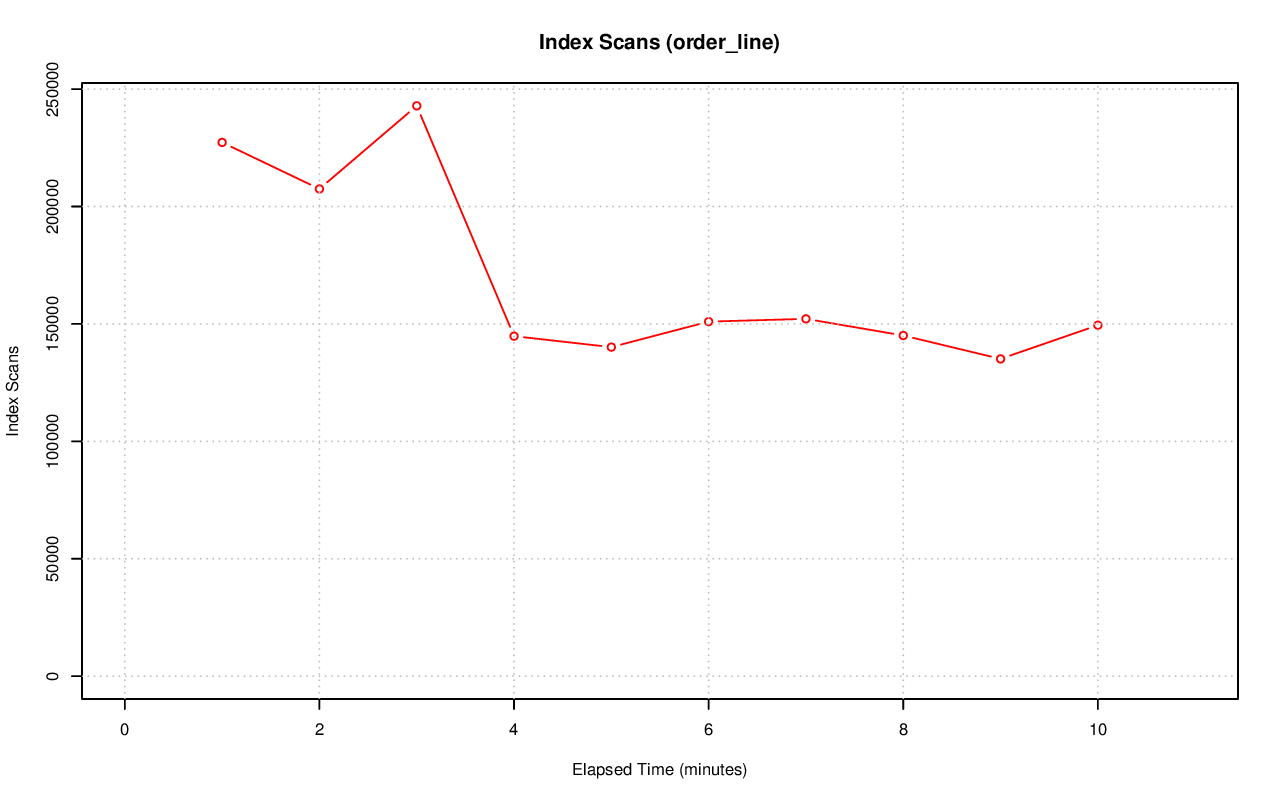 Index Scans (order_line)
250000
200000
150000
100000
50000
0
Index Scans
0 2 4 6 8 10
Elapsed Time (minutes)